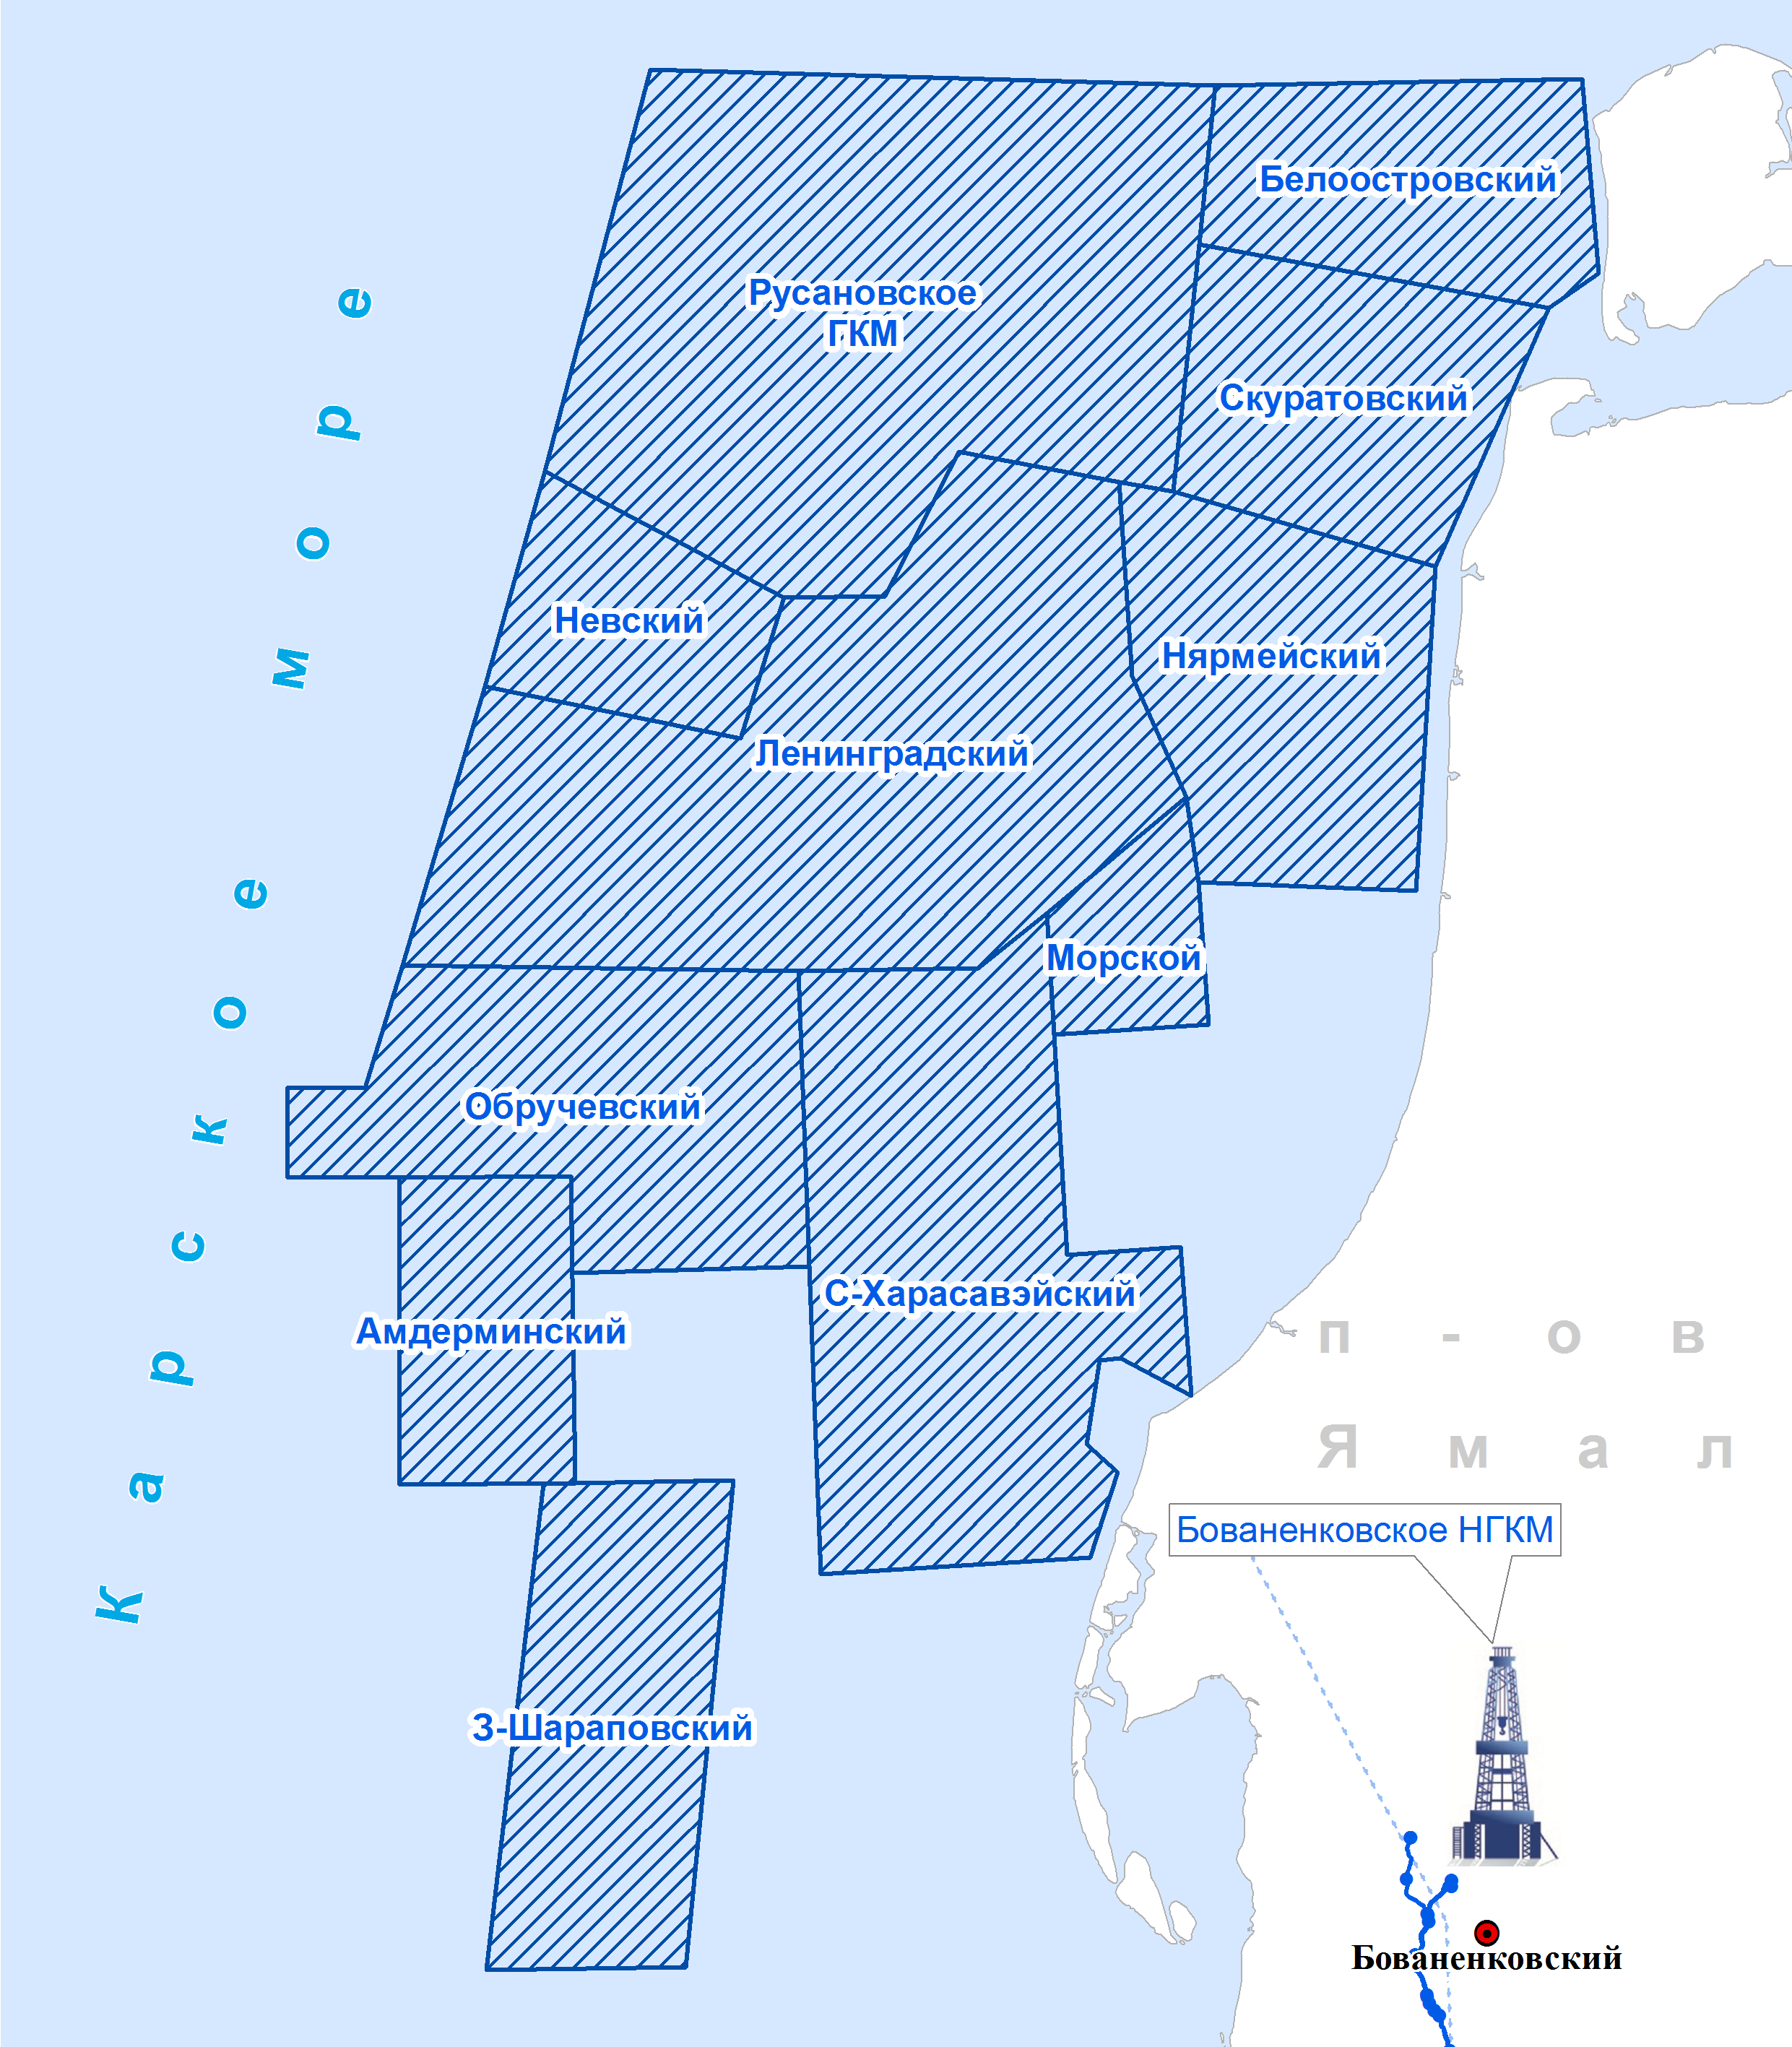 Белоостровский
Русановское
ГКМ
Скуратовский
Невский
Нярмейский
Ленинградский
Морской
Обручевский
С-Харасавэйский
Амдерминский
З-Шараповский
Карское море
п-ов
Ямал
Бованенковское НГКМ
Бованенковский